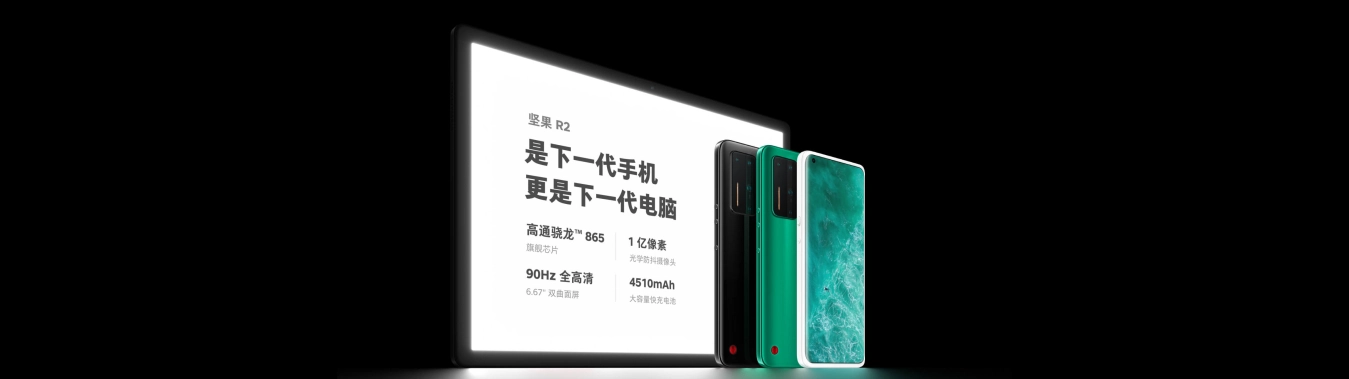 坚果 R2
是下一代手机
更是下一代电脑
高通骁龙™ 865
旗舰芯片
1 亿像素
光学防抖摄像头
90Hz 全高清
6.67" 双曲面屏
4510mAh
大容量快充电池